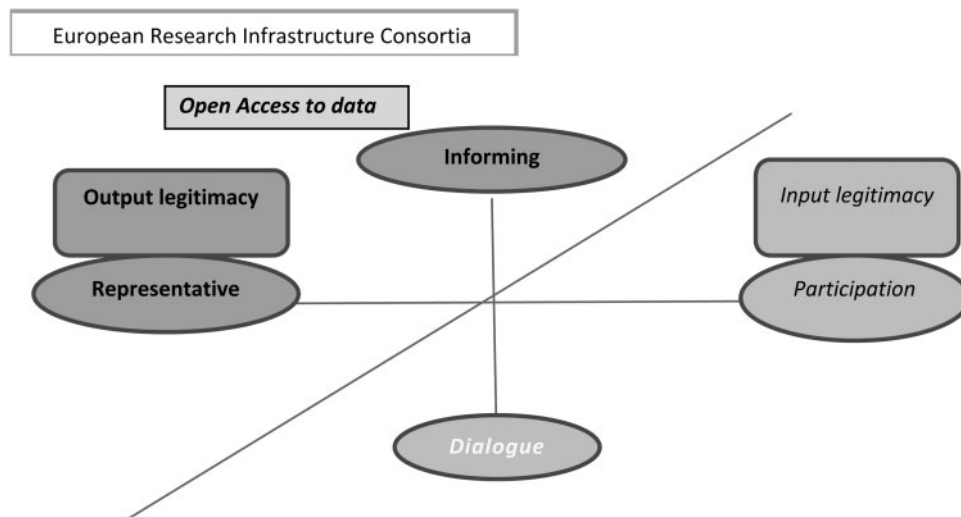 European Research Infrastructure Consortia
Open Access to data
Informing
Output legitimacy
Input legitimacy
Representative
Participation
Dialogue